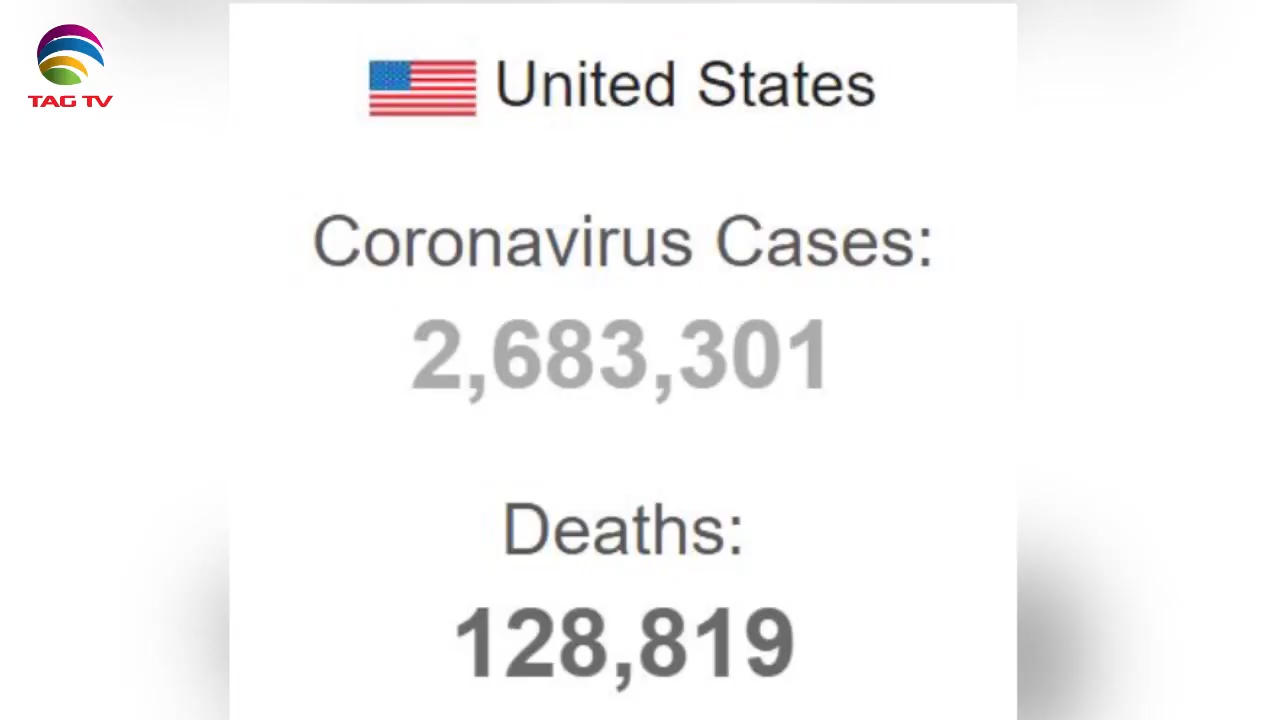 TAG TV
United States
Coronavirus Cases:
2,683,301
Deaths:
128,819